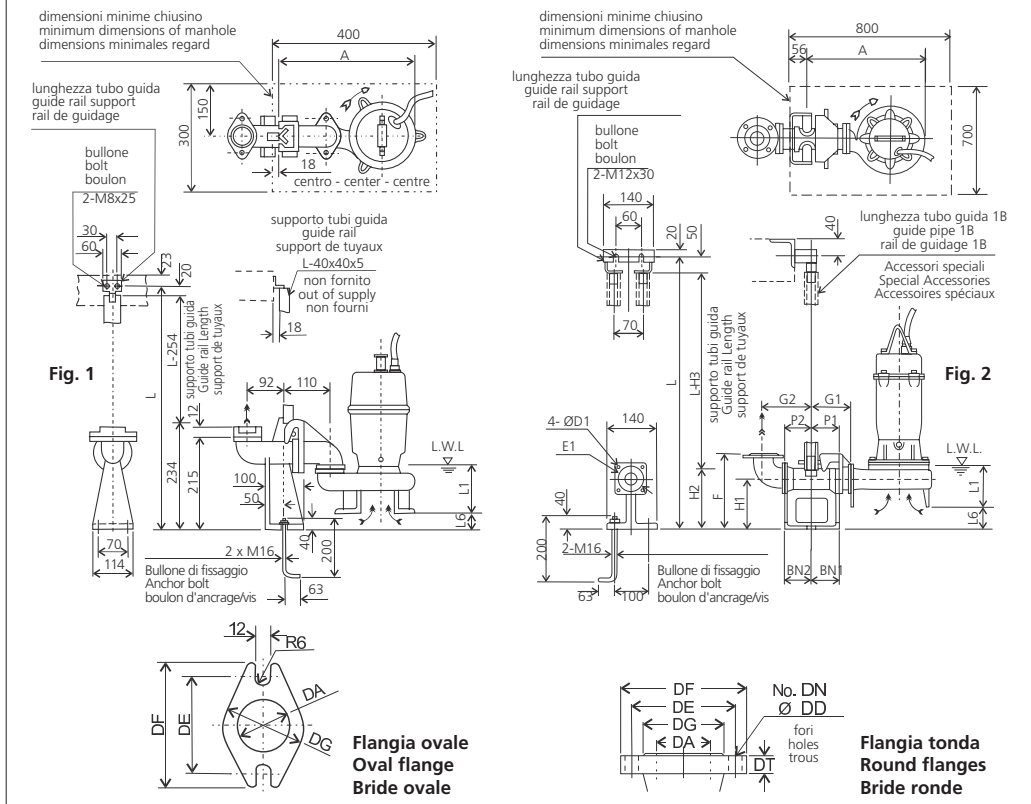 dimensioni minime chiusino
minimum dimensions of manhole
dimensions minimales regard
400
A
lunghezza tubo guida
guide rail support
rail de guidage
300
150
18
centro - center - centre
bullone
bolt
boulon
2-M8x25
30
60
23
20
supporto tubi guida
guide rail
support de tuyaux
L-40x40x5
non fornito
out of supply
non fourni
18
Fig. 1
L
L-254
supporto tubi guida
Guide rail Length
support de tuyaux
12
92
110
234
215
100
50
L.W.L
L1
L6
70
114
40
200
2 x M16
Bullone di fissaggio
Anchor bolt
boulon d'ancrage/vis
63
12
R6
DF
DE
DA
DG
Flangia ovale
Oval flange
Bride ovale
dimensioni minime chiusino
minimum dimensions of manhole
dimensions minimales regard
800
56
A
lunghezza tubo guida
guide rail support
rail de guidage
700
bullone
bolt
boulon
2-M12x30
140
60
20
50
70
40
lunghezza tubo guida 1B
guide pipe 1B
rail de guidage 1B
Accessori speciali
Special Accessories
Accessoires spéciaux
L
L-H3
supporto tubi guida
Guide rail Length
support de tuyaux
Fig. 2
G2
G1
P2
P1
4- ØD1
140
E1
H2
F
H1
L.W.L.
L1
L6
40
200
2-M16
63
100
Bullone di fissaggio
Anchor bolt
boulon d'ancrage/vis
BN2
BN1
DF
DE
DG
DA
No. DN
Ø DD
fori
holes
trous
DT
Flangia tonda
Round flanges
Bride ronde